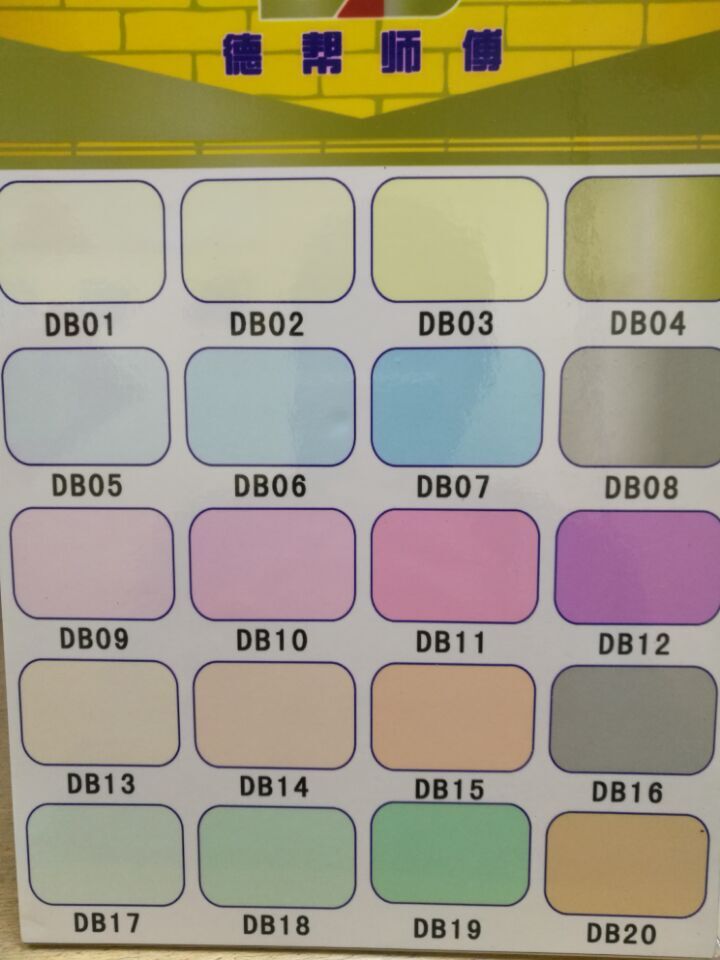 德帮师傅
DB01 DB02 DB03 DB04
DB05 DB06 DB07 DB08
DB09 DB10 DB11 DB12
DB13 DB14 DB15 DB16
DB17 DB18 DB19 DB20